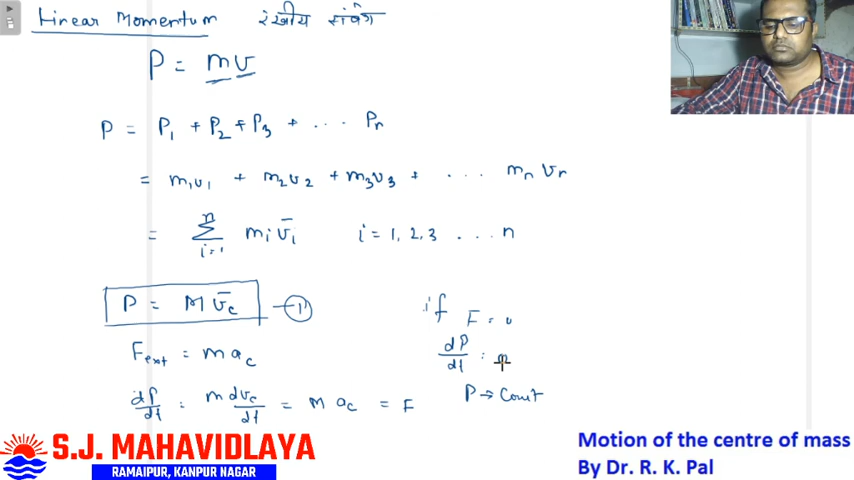 Linear Momentum रेखीय संवेग
P = mv
P = P₁ + P₂ + P₃ + ... Pₙ
= m₁v₁ + m₂v₂ + m₃v₃ + ... mₙ vₙ
= Σⁿᵢ₌₁ mᵢ v̄ᵢ i = 1, 2, 3 ... n
P = M v̄c — ①
if F = 0
Fext = m ac
dP/dt = 0
dP/dt = m dvc/dt = m ac = F
P → Const
S.J. MAHAVIDLAYA
RAMAIPUR, KANPUR NAGAR
Motion of the centre of mass
By Dr. R. K. Pal